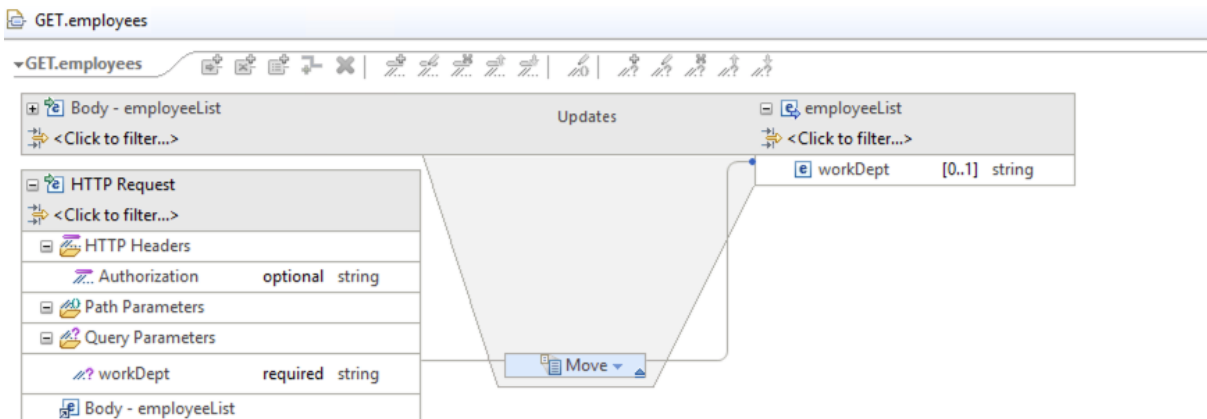 GET.employees
GET.employees
Body - employeeList
Updates
employeeList
<Click to filter...>
<Click to filter...>
workDept [0..1] string
HTTP Request
<Click to filter...>
HTTP Headers
Authorization optional string
Path Parameters
Query Parameters
Move
workDept required string
Body - employeeList